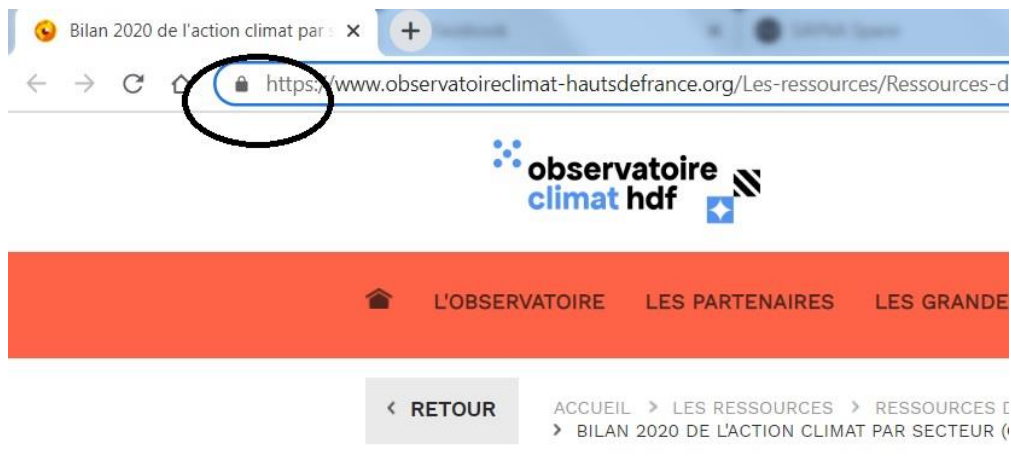 Bilan 2020 de l'action climat par
https://www.observatoireclimat-hautsdefrance.org/Les-ressources/Ressources-d
observatoire
climat hdf
L'OBSERVATOIRE LES PARTENAIRES LES GRANDE
< RETOUR
ACCUEIL > LES RESSOURCES > RESSOURCES D
> BILAN 2020 DE L'ACTION CLIMAT PAR SECTEUR (